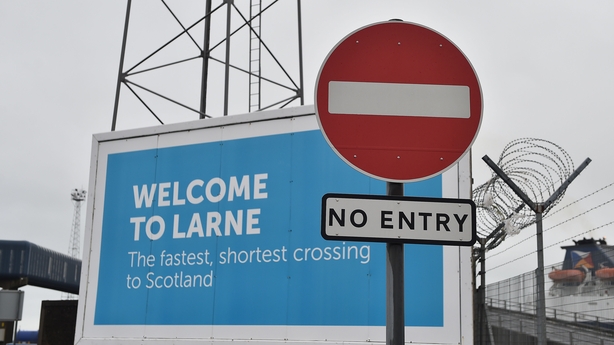 WELCOME
TO LARNE
The fastest, shortest crossing
to Scotland
NO ENTRY